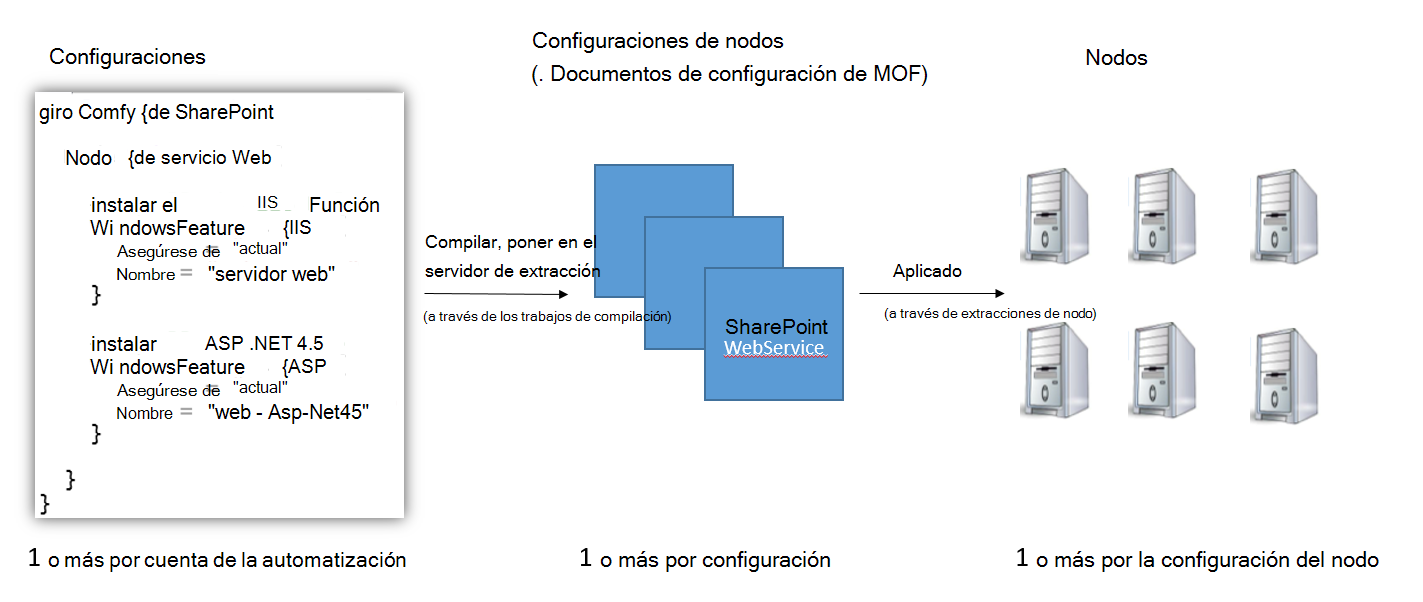 Configuraciones
giro Comfy {de SharePoint
Nodo {de servicio Web
instalar el IIS Función
Wi ndowsFeature {IIS
Asegúrese de = "actual"
Nombre = "servidor web"
}
instalar ASP .NET 4.5
Wi ndowsFeature {ASP
Asegúrese de = "actual"
Nombre = "web - Asp-Net45"
}
}
}
1 o más por cuenta de la automatización
Compilar, poner en el
servidor de extracción
(a través de los trabajos de compilación)
Configuraciones de nodos
(. Documentos de configuración de MOF)
SharePoint
WebService
1 o más por configuración
Aplicado
(a través de extracciones de nodo)
Nodos
1 o más por la configuración del nodo